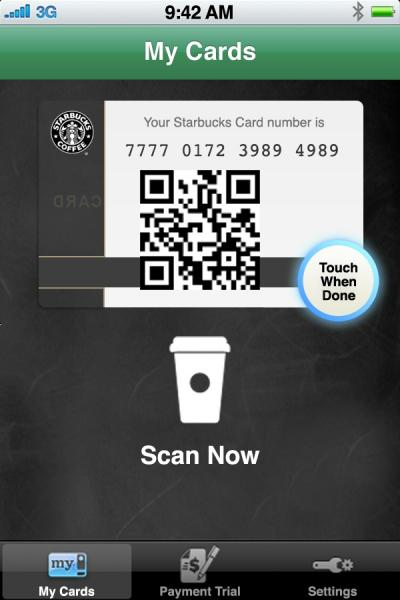 3G 9:42 AM
My Cards
STARBUCKS
COFFEE
Your Starbucks Card number is
7777 0172 3989 4989
CARD
Touch
When
Done
Scan Now
my
My Cards Payment Trial Settings